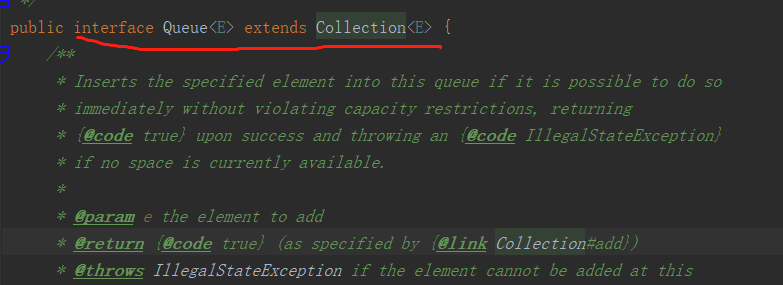 */
public interface Queue<E> extends Collection<E> {
/**
* Inserts the specified element into this queue if it is possible to do so
* immediately without violating capacity restrictions, returning
* {@code true} upon success and throwing an {@code IllegalStateException}
* if no space is currently available.
*
* @param e the element to add
* @return {@code true} (as specified by {@link Collection#add})
* @throws IllegalStateException if the element cannot be added at this